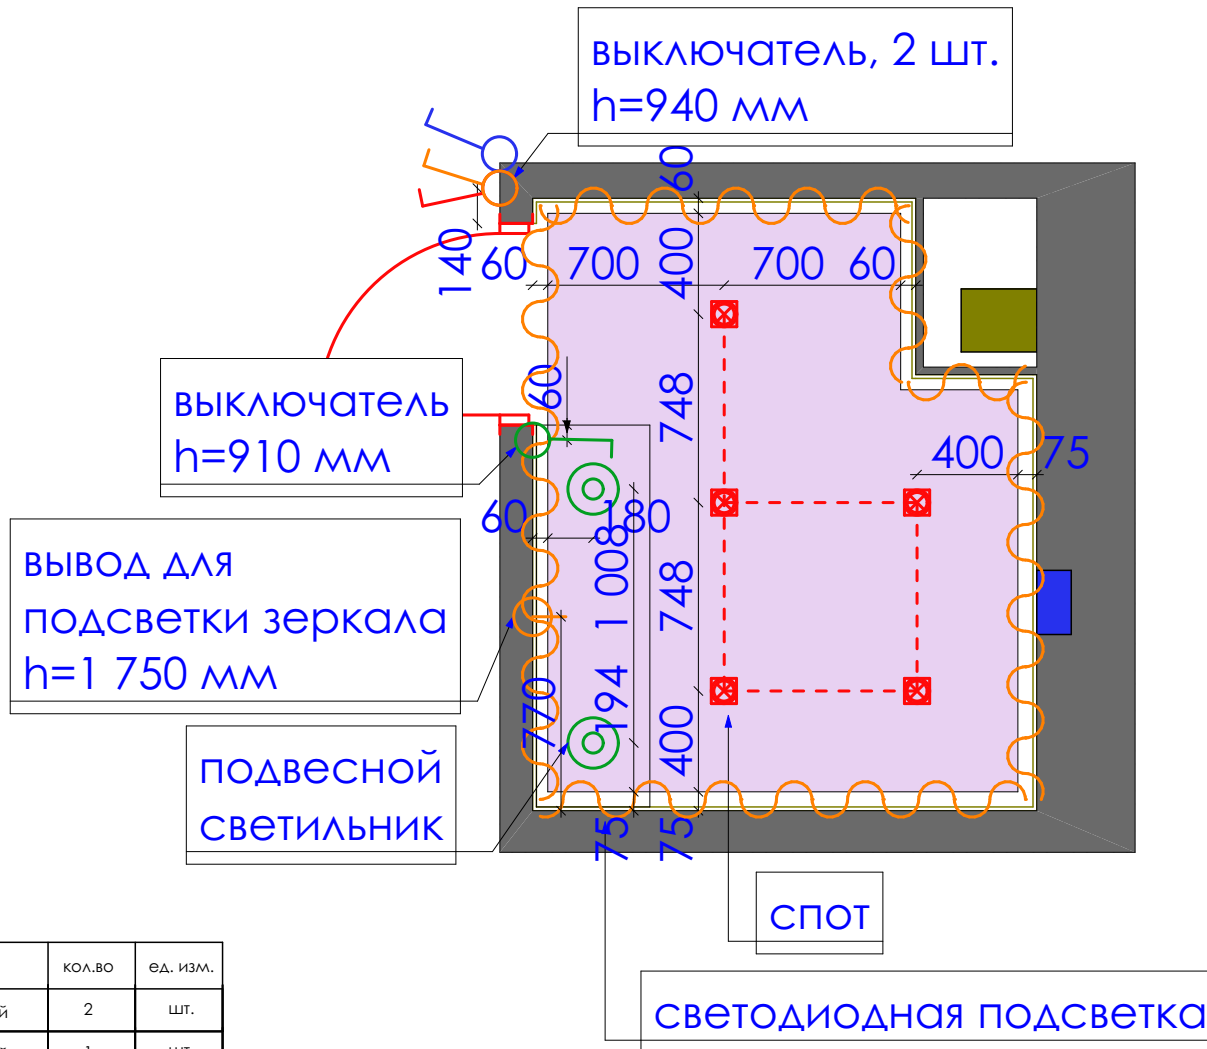 выключатель, 2 шт.
h=940 мм
60
140
60
700
400
700
60
выключатель
h=910 мм
60
748
400
75
60
180
1 008
748
вывод для
подсветки зеркала
h=1 750 мм
770
194
400
подвесной
светильник
75
75
спот
светодиодная подсветка
кол.во
ед. изм.
й
2
шт.
1
шт